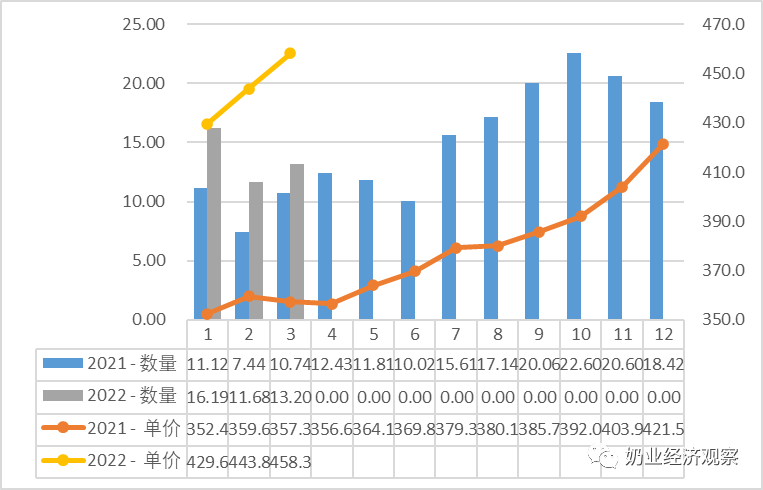 25.00 470.0
20.00 450.0
15.00 430.0
10.00 410.0
5.00 390.0
0.00 370.0
350.0
1 2 3 4 5 6 7 8 9 10 11 12
2021 - 数量 11.12 7.44 10.74 12.43 11.81 10.02 15.61 17.14 20.06 22.60 20.60 18.42
2022 - 数量 16.19 11.68 13.20 0.00 0.00 0.00 0.00 0.00 0.00 0.00 0.00 0.00
2021 - 单价 352.4 359.6 357.3 356.6 364.1 369.8 379.3 380.1 385.7 392.0 403.9 421.5
2022 - 单价 429.6 443.8 458.3
奶业经济观察